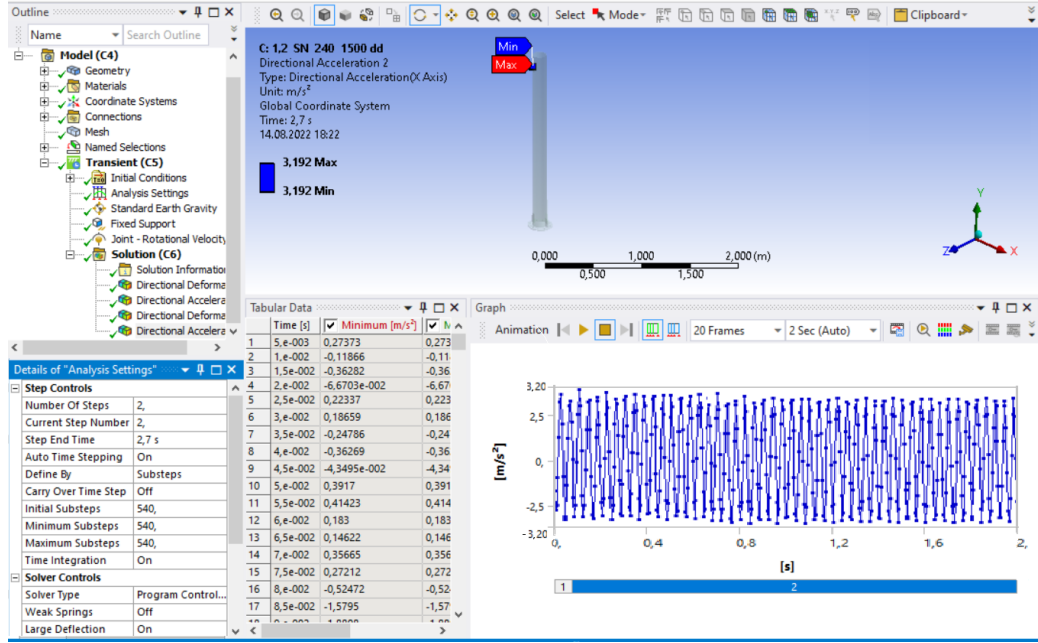 Outline
Name
Search Outline
Model (C4)
Geometry
Materials
Coordinate Systems
Connections
Mesh
Named Selections
Transient (C5)
Initial Conditions
Analysis Settings
Standard Earth Gravity
Fixed Support
Joint - Rotational Velocity
Solution (C6)
Solution Information
Directional Deforma
Directional Accelera
Directional Deforma
Directional Accelera
Select Mode Clipboard
C: 1,2 SN 240 1500 dd
Directional Acceleration 2
Type: Directional Acceleration(X Axis)
Unit: m/s²
Global Coordinate System
Time: 2,7 s
14.08.2022 18:22
3,192 Max
3,192 Min
Min
Max
0,000 1,000 2,000 (m)
0,500 1,500
Y
Z X
Details of "Analysis Settings"
Step Controls
Number Of Steps 2,
Current Step Number 2,
Step End Time 2,7 s
Auto Time Stepping On
Define By Substeps
Carry Over Time Step Off
Initial Substeps 540,
Minimum Substeps 540,
Maximum Substeps 540,
Time Integration On
Solver Controls
Solver Type Program Control...
Weak Springs Off
Large Deflection On
Tabular Data
Time [s] Minimum [m/s²]
1 5,e-003 0,27373 0,273
2 1,e-002 -0,11866 -0,11
3 1,5e-002 -0,36282 -0,36
4 2,e-002 -6,6703e-002 -6,67
5 2,5e-002 0,22337 0,223
6 3,e-002 0,18659 0,186
7 3,5e-002 -0,24786 -0,24
8 4,e-002 -0,36269 -0,36
9 4,5e-002 -4,3495e-002 -4,34
10 5,e-002 0,3917 0,391
11 5,5e-002 0,41423 0,414
12 6,e-002 0,183 0,183
13 6,5e-002 0,14622 0,146
14 7,e-002 0,35665 0,356
15 7,5e-002 0,27212 0,272
16 8,e-002 -0,52472 -0,52
17 8,5e-002 -1,5795 -1,57
Graph
Animation 20 Frames 2 Sec (Auto)
3,20
2,5
0,
-2,5
-3,20
[m/s²]
0, 0,4 0,8 1,2 1,6 2,
[s]
1 2